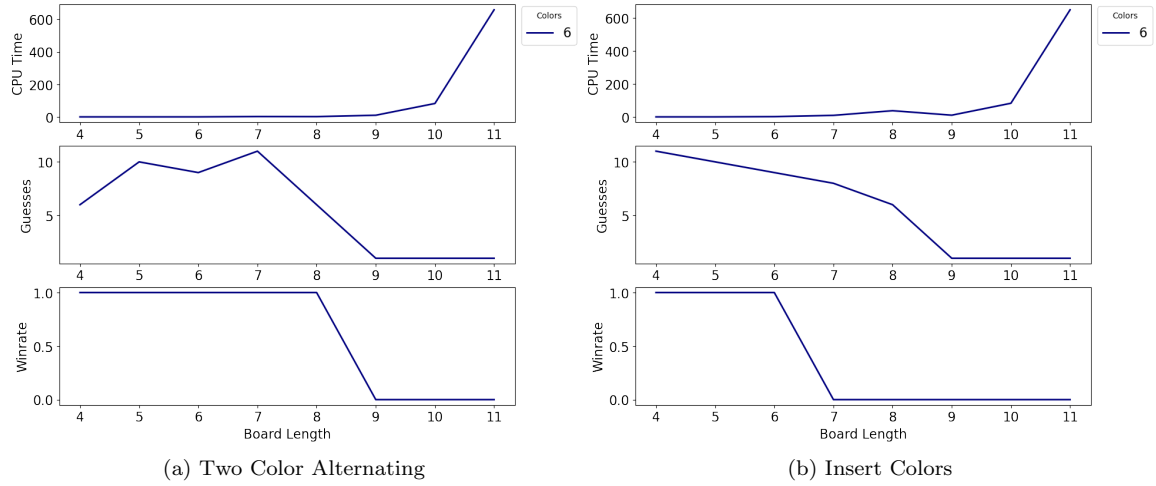 CPU Time
600
400
200
0
4 5 6 7 8 9 10 11
Colors
6
Guesses
10
5
4 5 6 7 8 9 10 11
Winrate
1.0
0.5
0.0
4 5 6 7 8 9 10 11
Board Length
(a) Two Color Alternating
CPU Time
600
400
200
0
4 5 6 7 8 9 10 11
Colors
6
Guesses
10
5
4 5 6 7 8 9 10 11
Winrate
1.0
0.5
0.0
4 5 6 7 8 9 10 11
Board Length
(b) Insert Colors